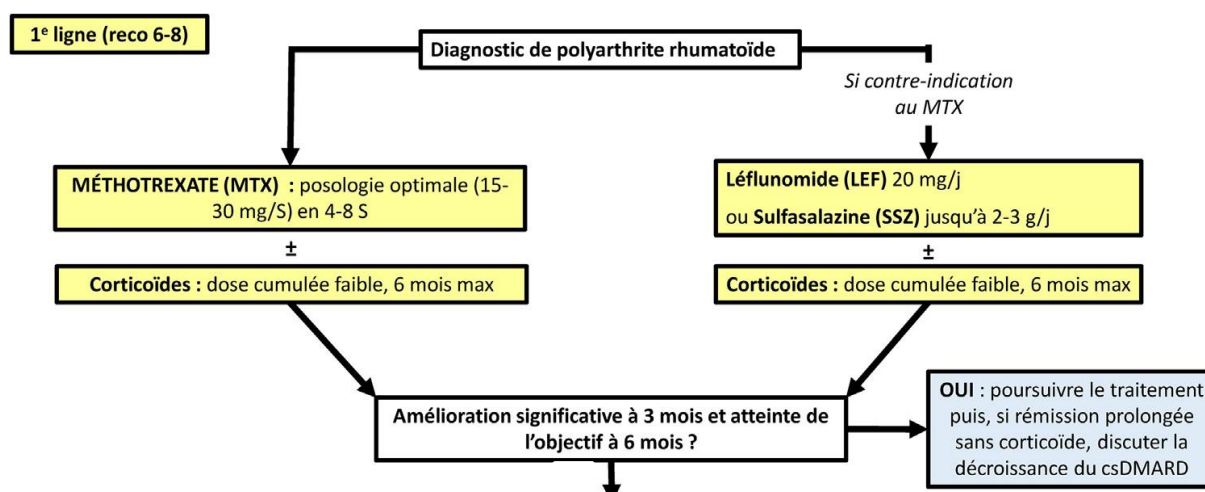 1e ligne (reco 6-8)
Diagnostic de polyarthrite rhumatoïde
Si contre-indication
au MTX
MÉTHOTREXATE (MTX) : posologie optimale (15-
30 mg/S) en 4-8 S
±
Corticoïdes : dose cumulée faible, 6 mois max
Léflunomide (LEF) 20 mg/j
ou Sulfasalazine (SSZ) jusqu'à 2-3 g/j
±
Corticoïdes : dose cumulée faible, 6 mois max
Amélioration significative à 3 mois et atteinte de
l'objectif à 6 mois ?
OUI : poursuivre le traitement
puis, si rémission prolongée
sans corticoïde, discuter la
décroissance du csDMARD